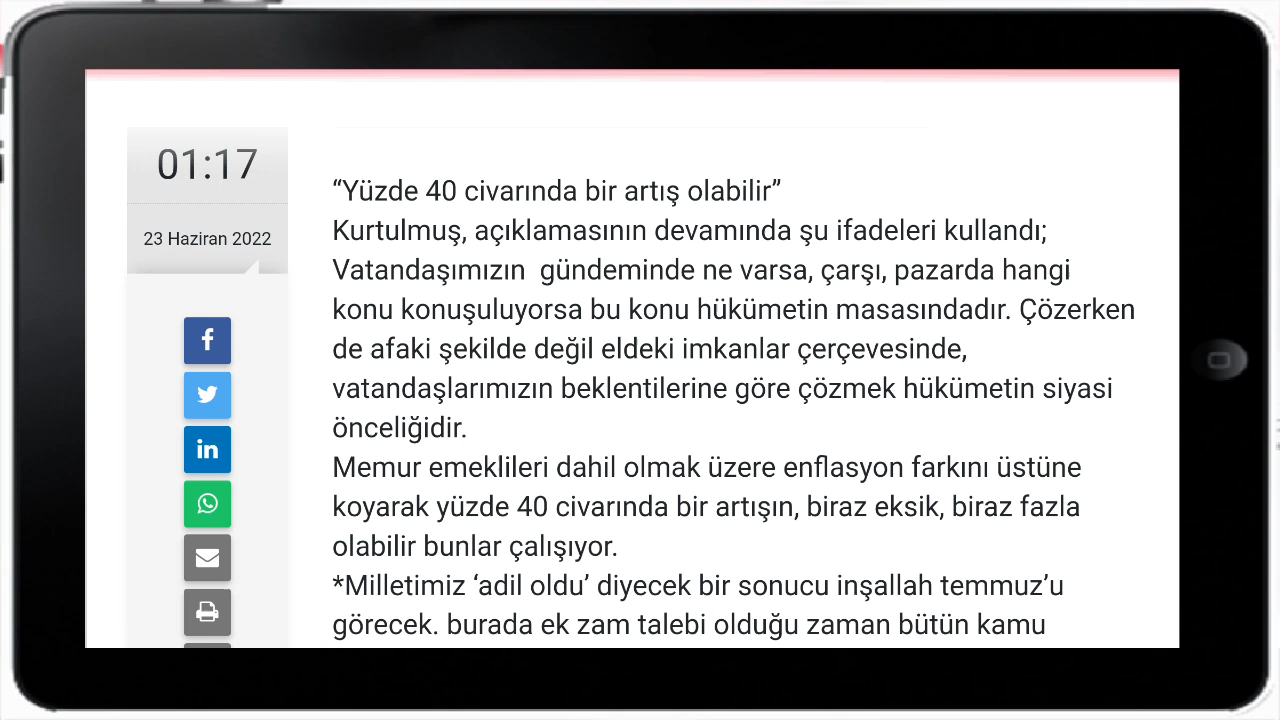 01:17
23 Haziran 2022
“Yüzde 40 civarında bir artış olabilir”
Kurtulmuş, açıklamasının devamında şu ifadeleri kullandı;
Vatandaşımızın gündeminde ne varsa, çarşı, pazarda hangi
konu konuşuluyorsa bu konu hükümetin masasındadır. Çözerken
de afaki şekilde değil eldeki imkanlar çerçevesinde,
vatandaşlarımızın beklentilerine göre çözmek hükümetin siyasi
önceliğidir.
Memur emeklileri dahil olmak üzere enflasyon farkını üstüne
koyarak yüzde 40 civarında bir artışın, biraz eksik, biraz fazla
olabilir bunlar çalışıyor.
*Milletimiz ‘adil oldu’ diyecek bir sonucu inşallah temmuz’u
görecek. burada ek zam talebi olduğu zaman bütün kamu